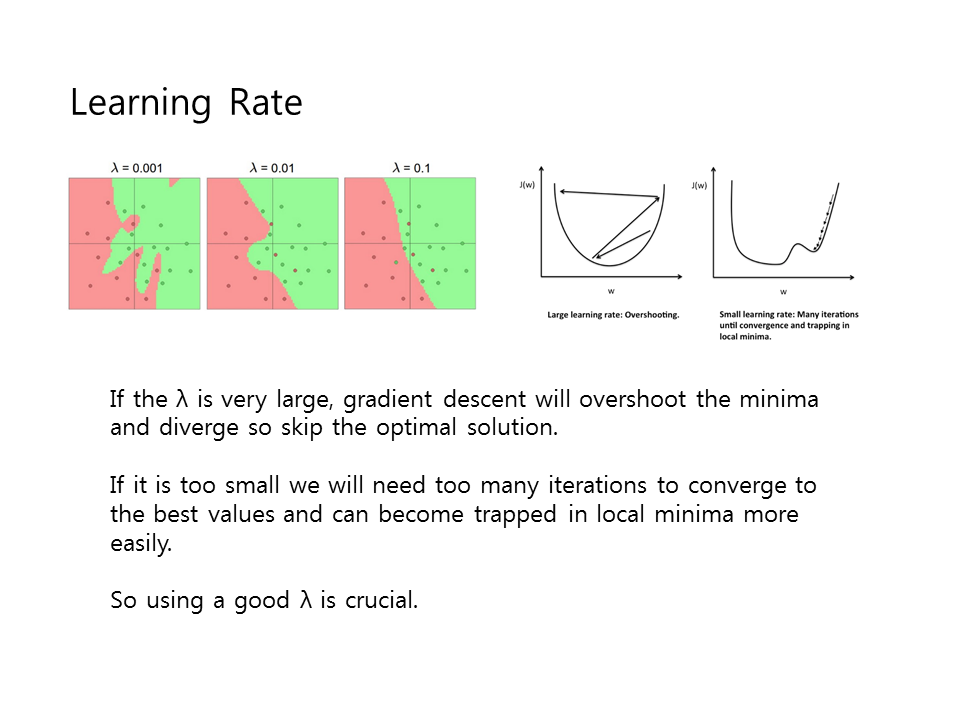 Learning Rate
λ = 0.001
λ = 0.01
λ = 0.1
J(w)
w
Large learning rate: Overshooting.
J(w)
w
Small learning rate: Many iterations
until convergence and trapping in
local minima.
If the λ is very large, gradient descent will overshoot the minima
and diverge so skip the optimal solution.
If it is too small we will need too many iterations to converge to
the best values and can become trapped in local minima more
easily.
So using a good λ is crucial.